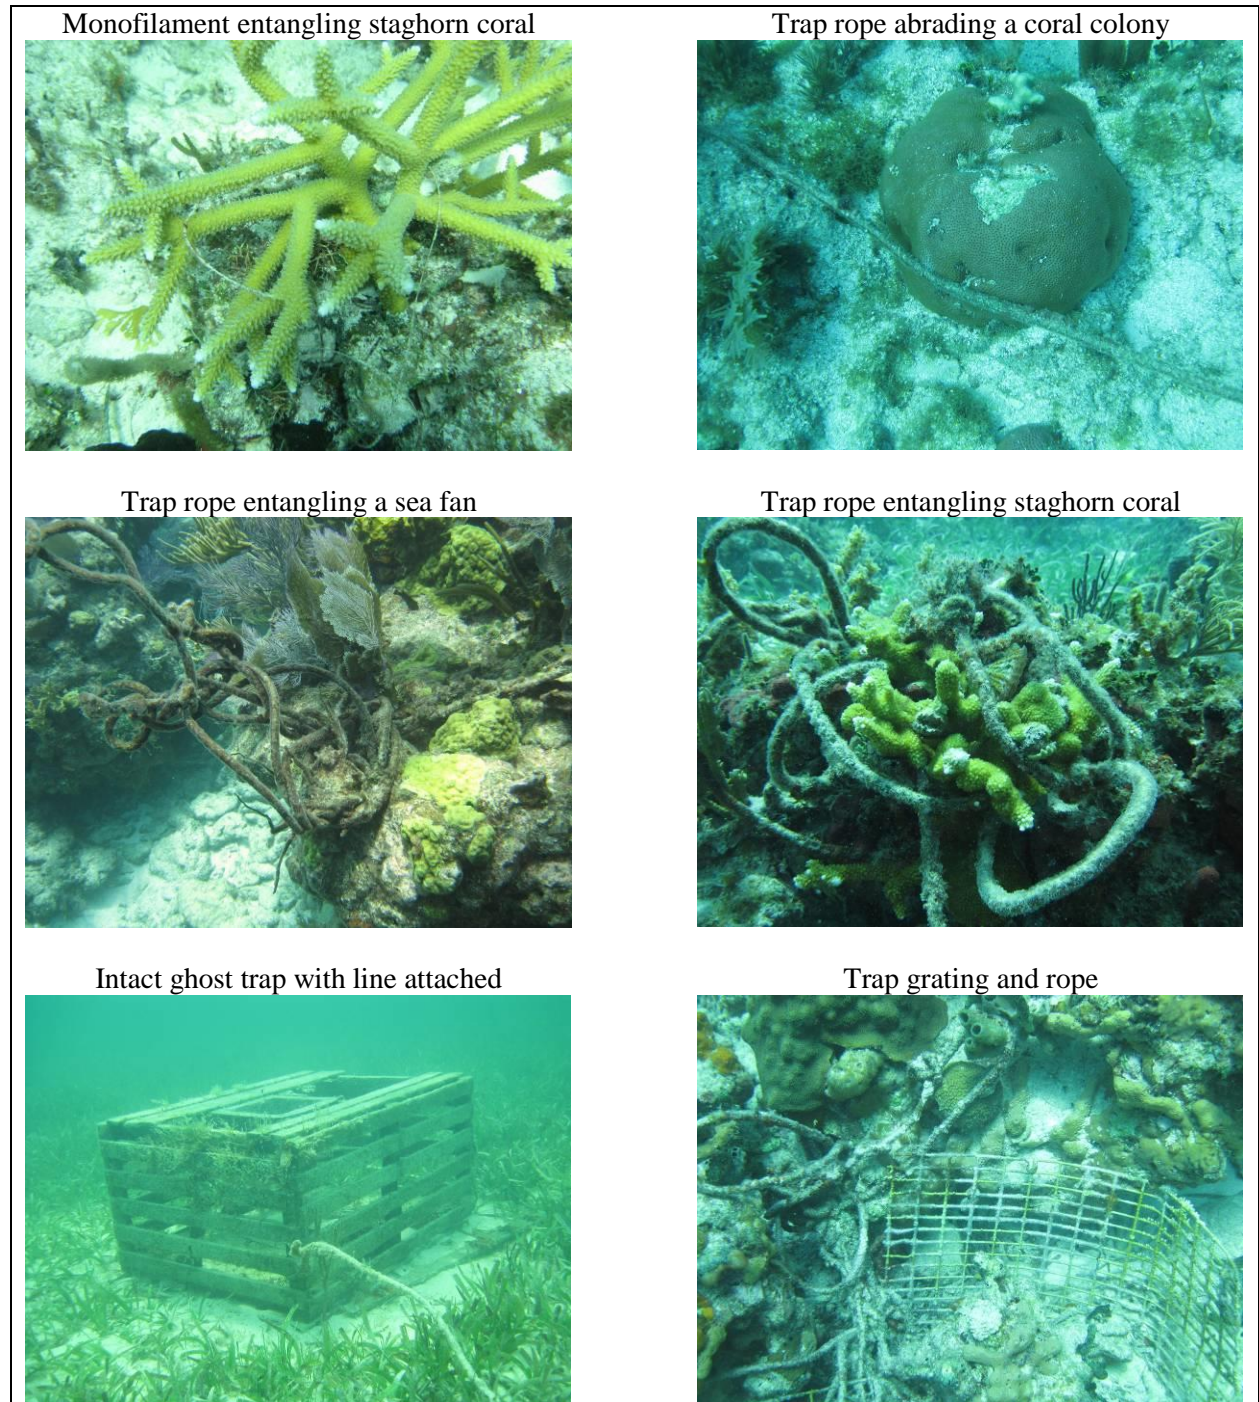 Monofilament entangling staghorn coral
Trap rope abrading a coral colony
Trap rope entangling a sea fan
Trap rope entangling staghorn coral
Intact ghost trap with line attached
Trap grating and rope